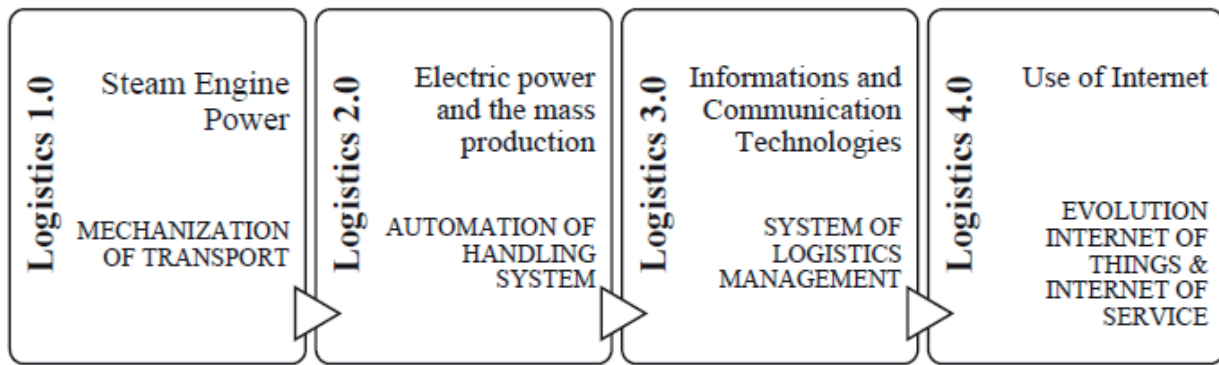 Logistics 1.0
Steam Engine
Power
MECHANIZATION
OF TRANSPORT
Logistics 2.0
Electric power
and the mass
production
AUTOMATION OF
HANDLING
SYSTEM
Logistics 3.0
Informations and
Communication
Technologies
SYSTEM OF
LOGISTICS
MANAGEMENT
Logistics 4.0
Use of Internet
EVOLUTION
INTERNET OF
THINGS &
INTERNET OF
SERVICE